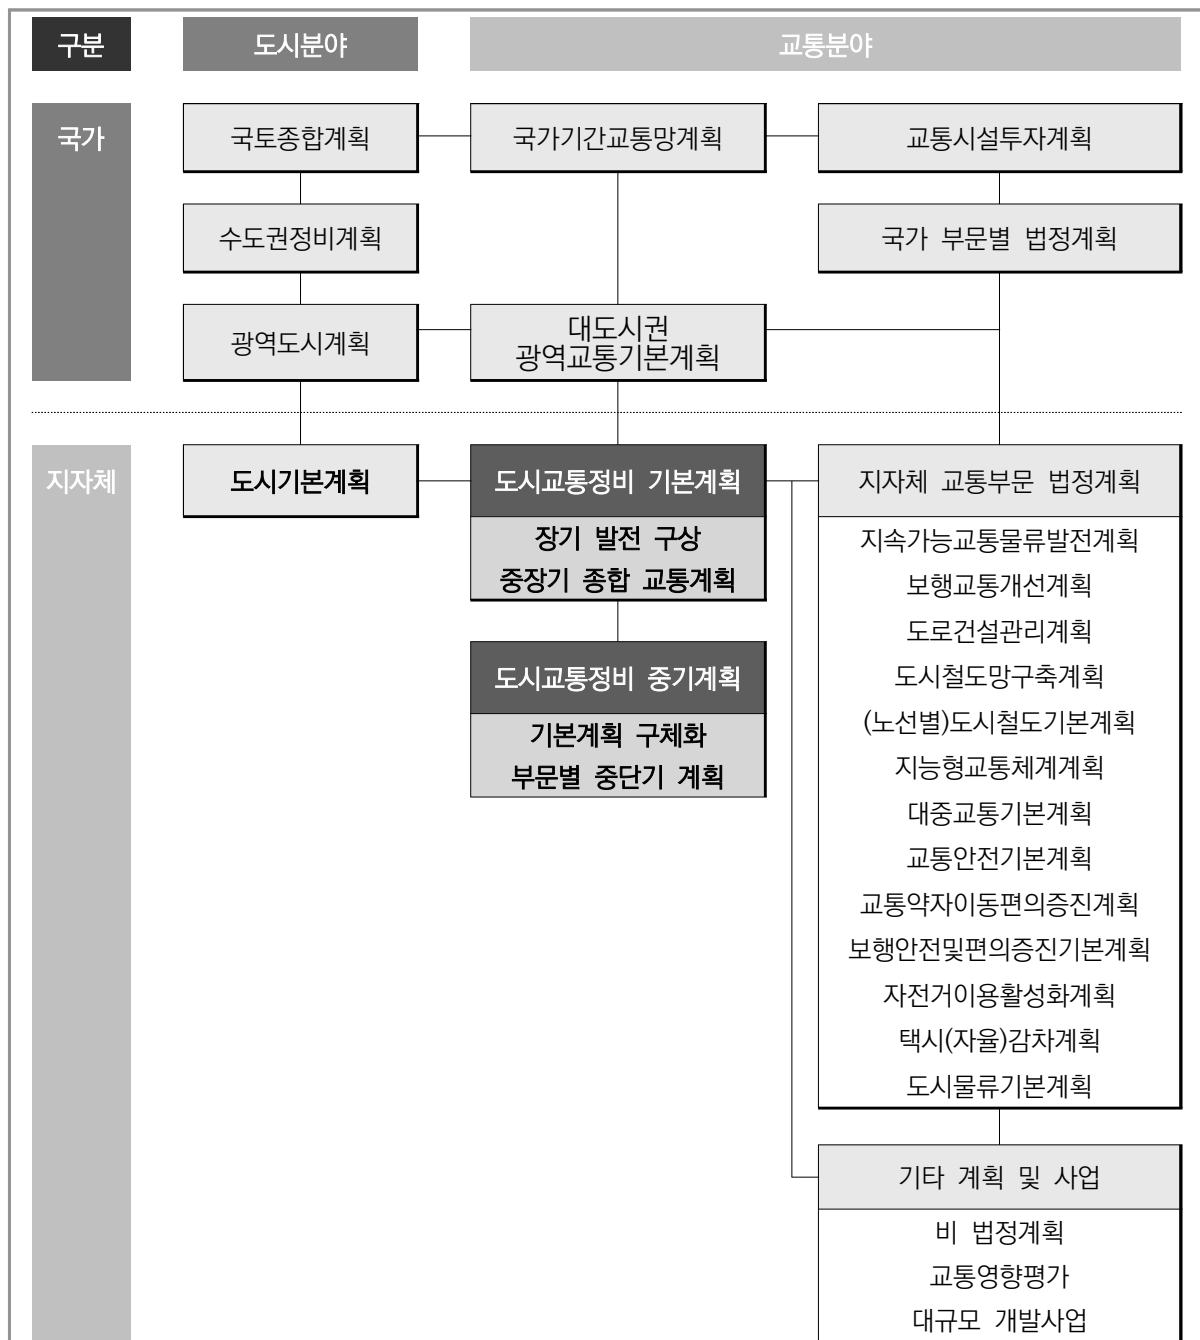 구분
도시분야
교통분야
국가
국토종합계획
국가기간교통망계획
교통시설투자계획
수도권정비계획
국가 부문별 법정계획
광역도시계획
대도시권
광역교통기본계획
지자체
도시기본계획
도시교통정비 기본계획
장기 발전 구상
중장기 종합 교통계획
도시교통정비 중기계획
기본계획 구체화
부문별 중단기 계획
지자체 교통부문 법정계획
지속가능교통물류발전계획
보행교통개선계획
도로건설관리계획
도시철도망구축계획
(노선별)도시철도기본계획
지능형교통체계계획
대중교통기본계획
교통안전기본계획
교통약자이동편의증진계획
보행안전및편의증진기본계획
자전거이용활성화계획
택시(자율)감차계획
도시물류기본계획
기타 계획 및 사업
비 법정계획
교통영향평가
대규모 개발사업